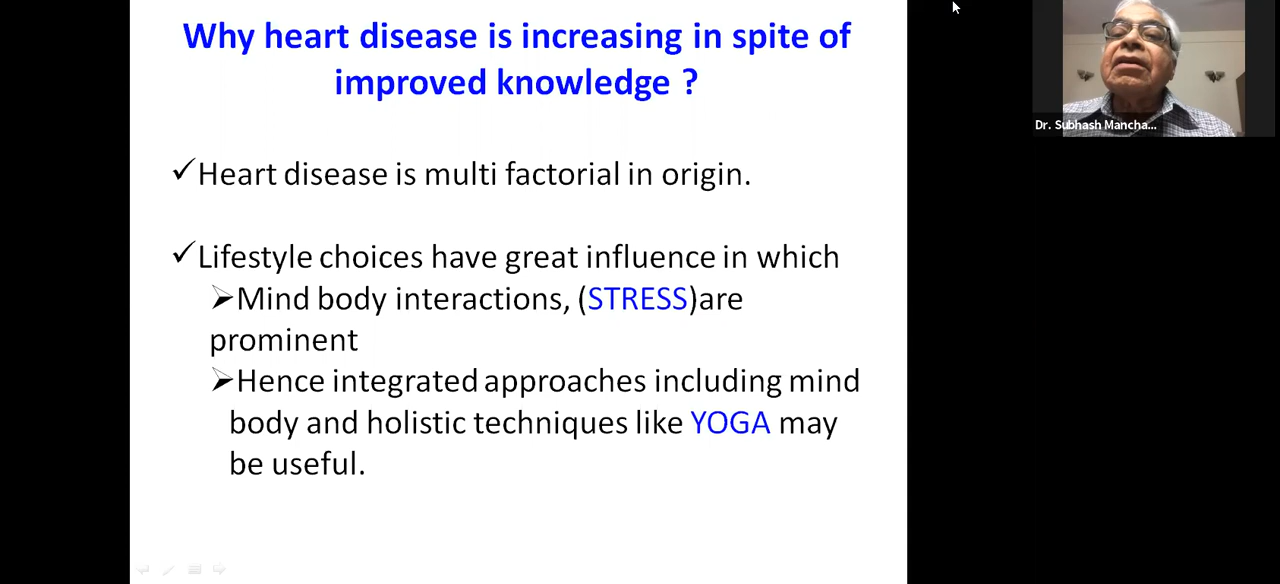 Why heart disease is increasing in spite of
improved knowledge ?
✓Heart disease is multi factorial in origin.
✓Lifestyle choices have great influence in which
➢Mind body interactions, (STRESS)are
prominent
➢Hence integrated approaches including mind
body and holistic techniques like YOGA may
be useful.
Dr. Subhash Mancha...